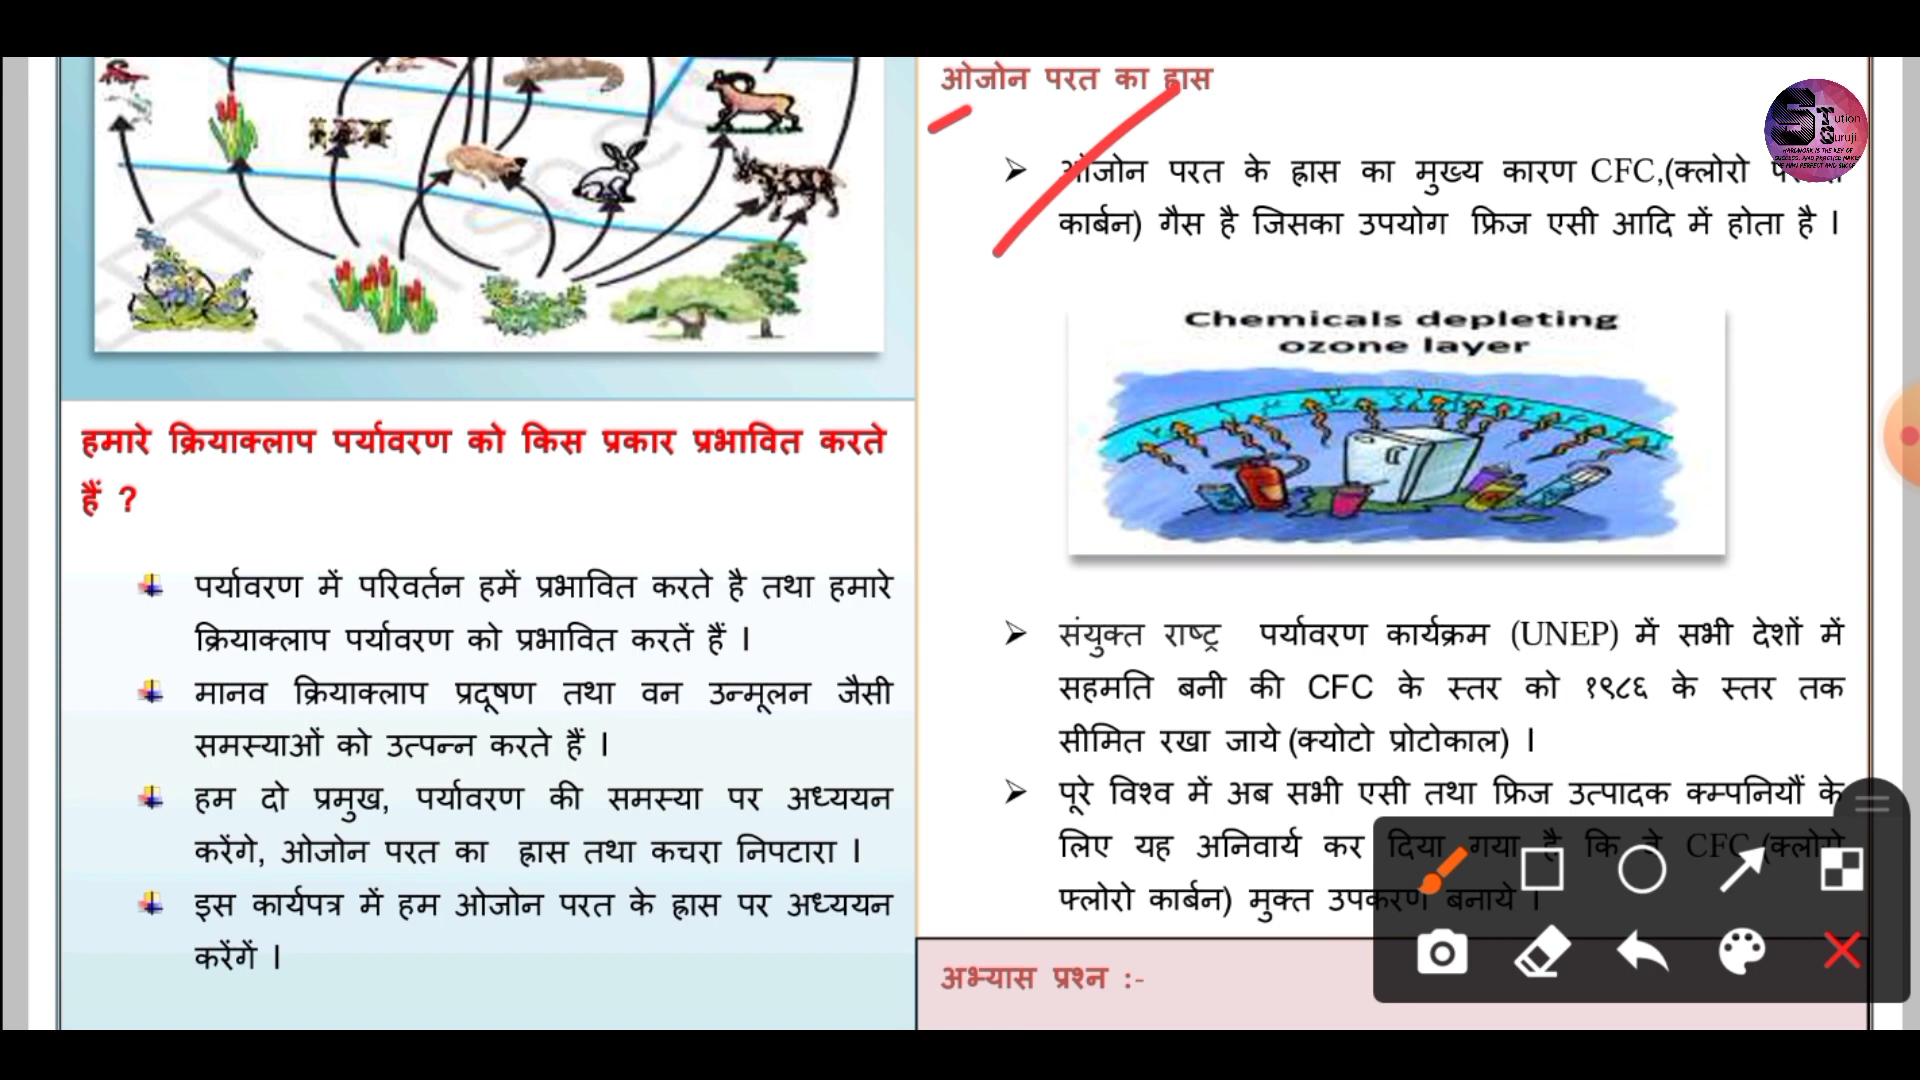 हमारे क्रियाक्लाप पर्यावरण को किस प्रकार प्रभावित करते
हैं ?
पर्यावरण में परिवर्तन हमें प्रभावित करते है तथा हमारे
क्रियाक्लाप पर्यावरण को प्रभावित करतें हैं ।
मानव क्रियाक्लाप प्रदूषण तथा वन उन्मूलन जैसी
समस्याओं को उत्पन्न करते हैं ।
हम दो प्रमुख, पर्यावरण की समस्या पर अध्ययन
करेंगे, ओजोन परत का ह्रास तथा कचरा निपटारा ।
इस कार्यपत्र में हम ओजोन परत के ह्रास पर अध्ययन
करेंगें ।
ओजोन परत का ह्रास
ओजोन परत के ह्रास का मुख्य कारण CFC,(क्लोरो
कार्बन) गैस है जिसका उपयोग फ्रिज एसी आदि में होता है ।
Chemicals depleting
ozone layer
संयुक्त राष्ट्र पर्यावरण कार्यक्रम (UNEP) में सभी देशों में
सहमति बनी की CFC के स्तर को १९८६ के स्तर तक
सीमित रखा जाये (क्योटो प्रोटोकाल) ।
पूरे विश्व में अब सभी एसी तथा फ्रिज उत्पादक कम्पनियौं के
लिए यह अनिवार्य कर दिया गया है कि वे CFC (क्लोरो
फ्लोरो कार्बन) मुक्त उपकरण बनाये ।
अभ्यास प्रश्न :-
STution
Guruji